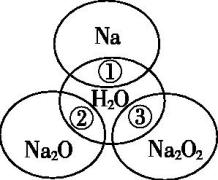 Na
①
H₂O
② ③
Na₂O Na₂O₂